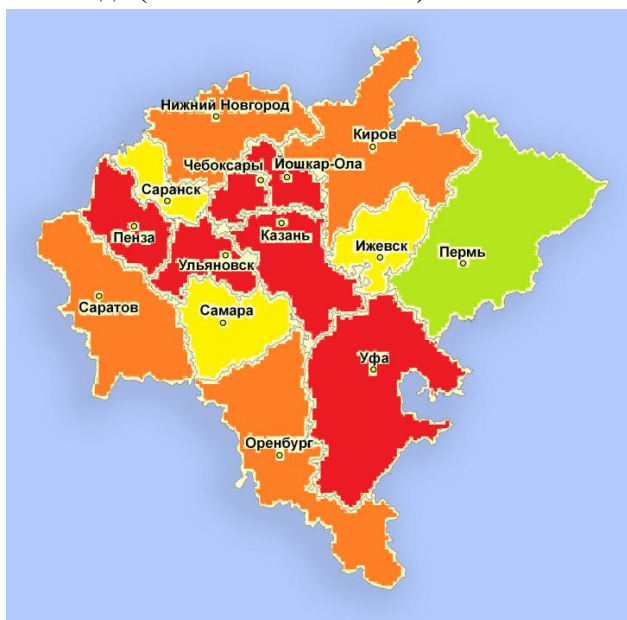 Нижний Новгород
Киров
Чебоксары
Йошкар-Ола
Саранск
Пенза
Казань
Ижевск
Пермь
Ульяновск
Саратов
Самара
Уфа
Оренбург